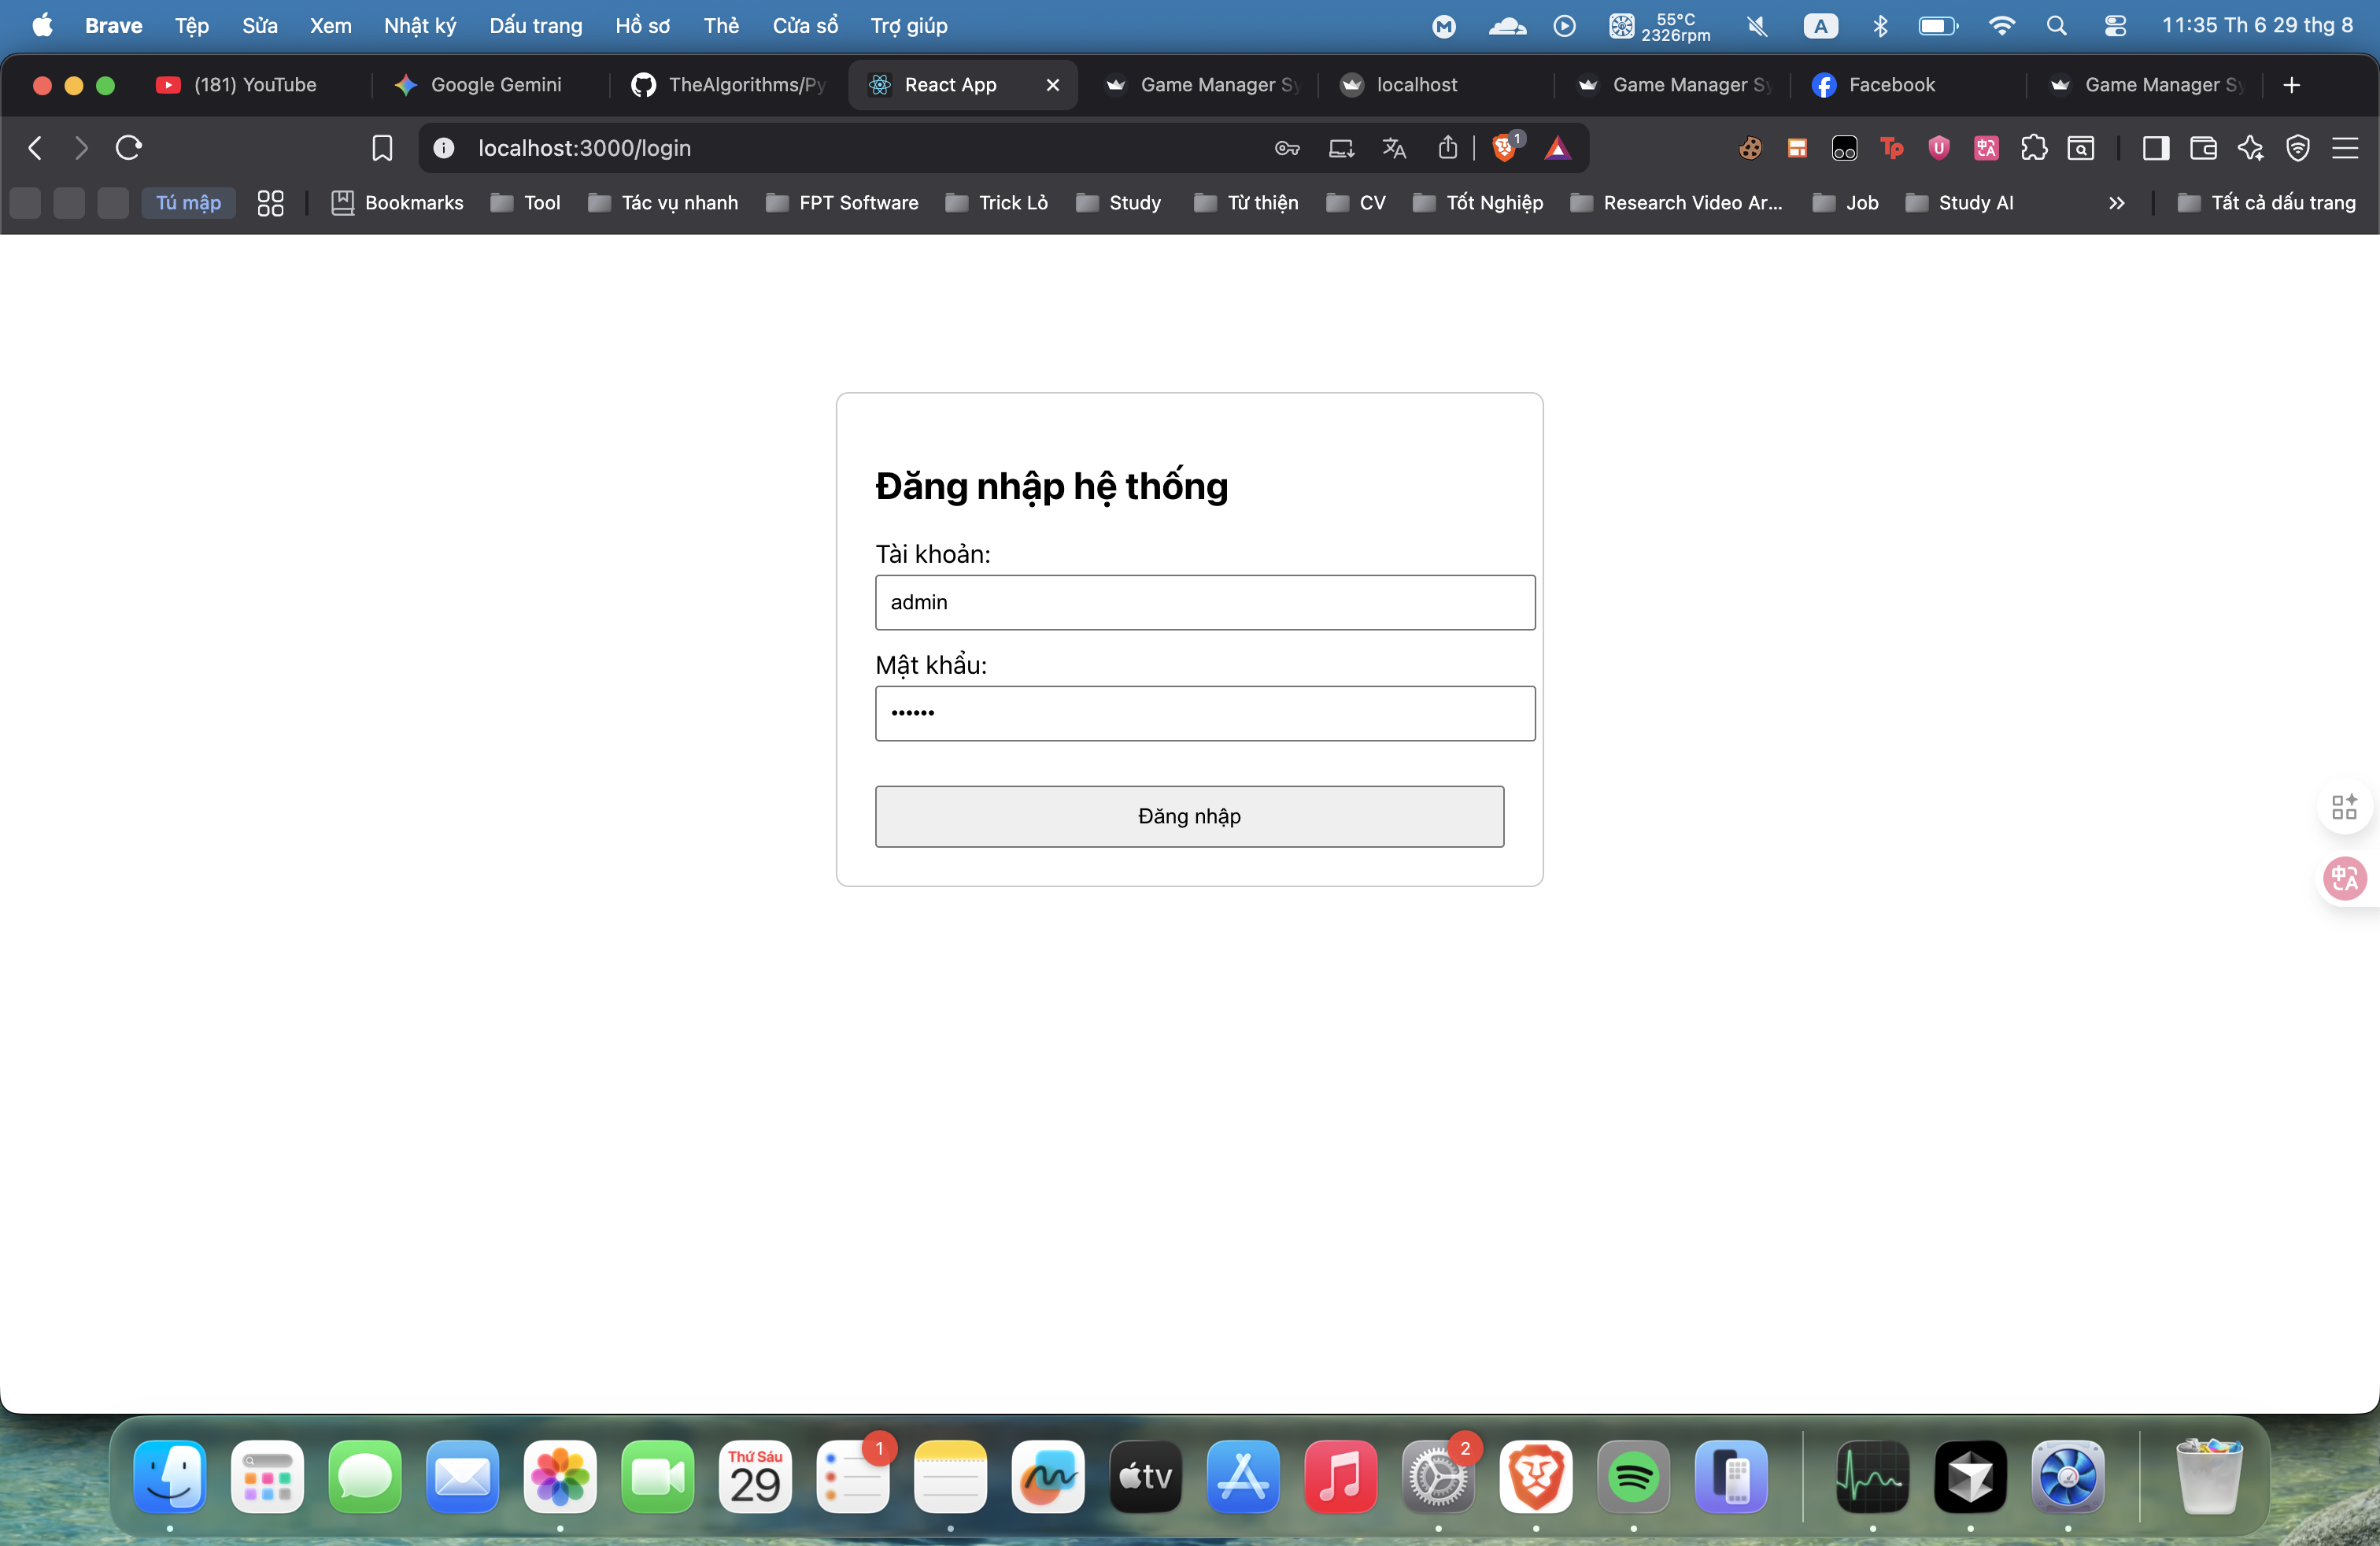 Brave Tệp Sửa Xem Nhật ký Dấu trang Hồ sơ Thẻ Cửa sổ Trợ giúp 55°C 2326rpm A 11:35 Th 6 29 thg 8
(181) YouTube Google Gemini TheAlgorithms/Py React App Game Manager Sy localhost Game Manager Sy Facebook Game Manager Sy
localhost:3000/login 1 Tp
Tú mập Bookmarks Tool Tác vụ nhanh FPT Software Trick Lỏ Study Từ thiện CV Tốt Nghiệp Research Video Ar... Job Study AI Tất cả dấu trang
Đăng nhập hệ thống
Tài khoản:
admin
Mật khẩu:
••••••
Đăng nhập
Thứ Sáu
29
1
tv
2